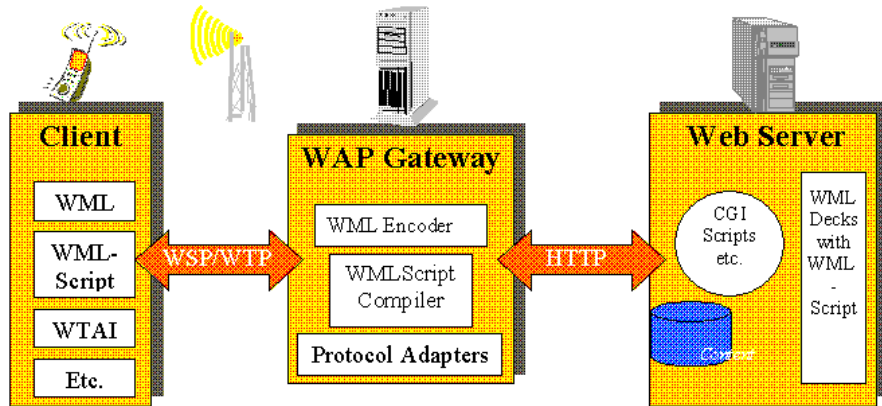 Client
WML
WML-
Script
WTAI
Etc.
WSP/WTP
WAP Gateway
WML Encoder
WMLScript
Compiler
Protocol Adapters
HTTP
Web Server
CGI
Scripts
etc.
WML
Decks
with
WML
-
Script